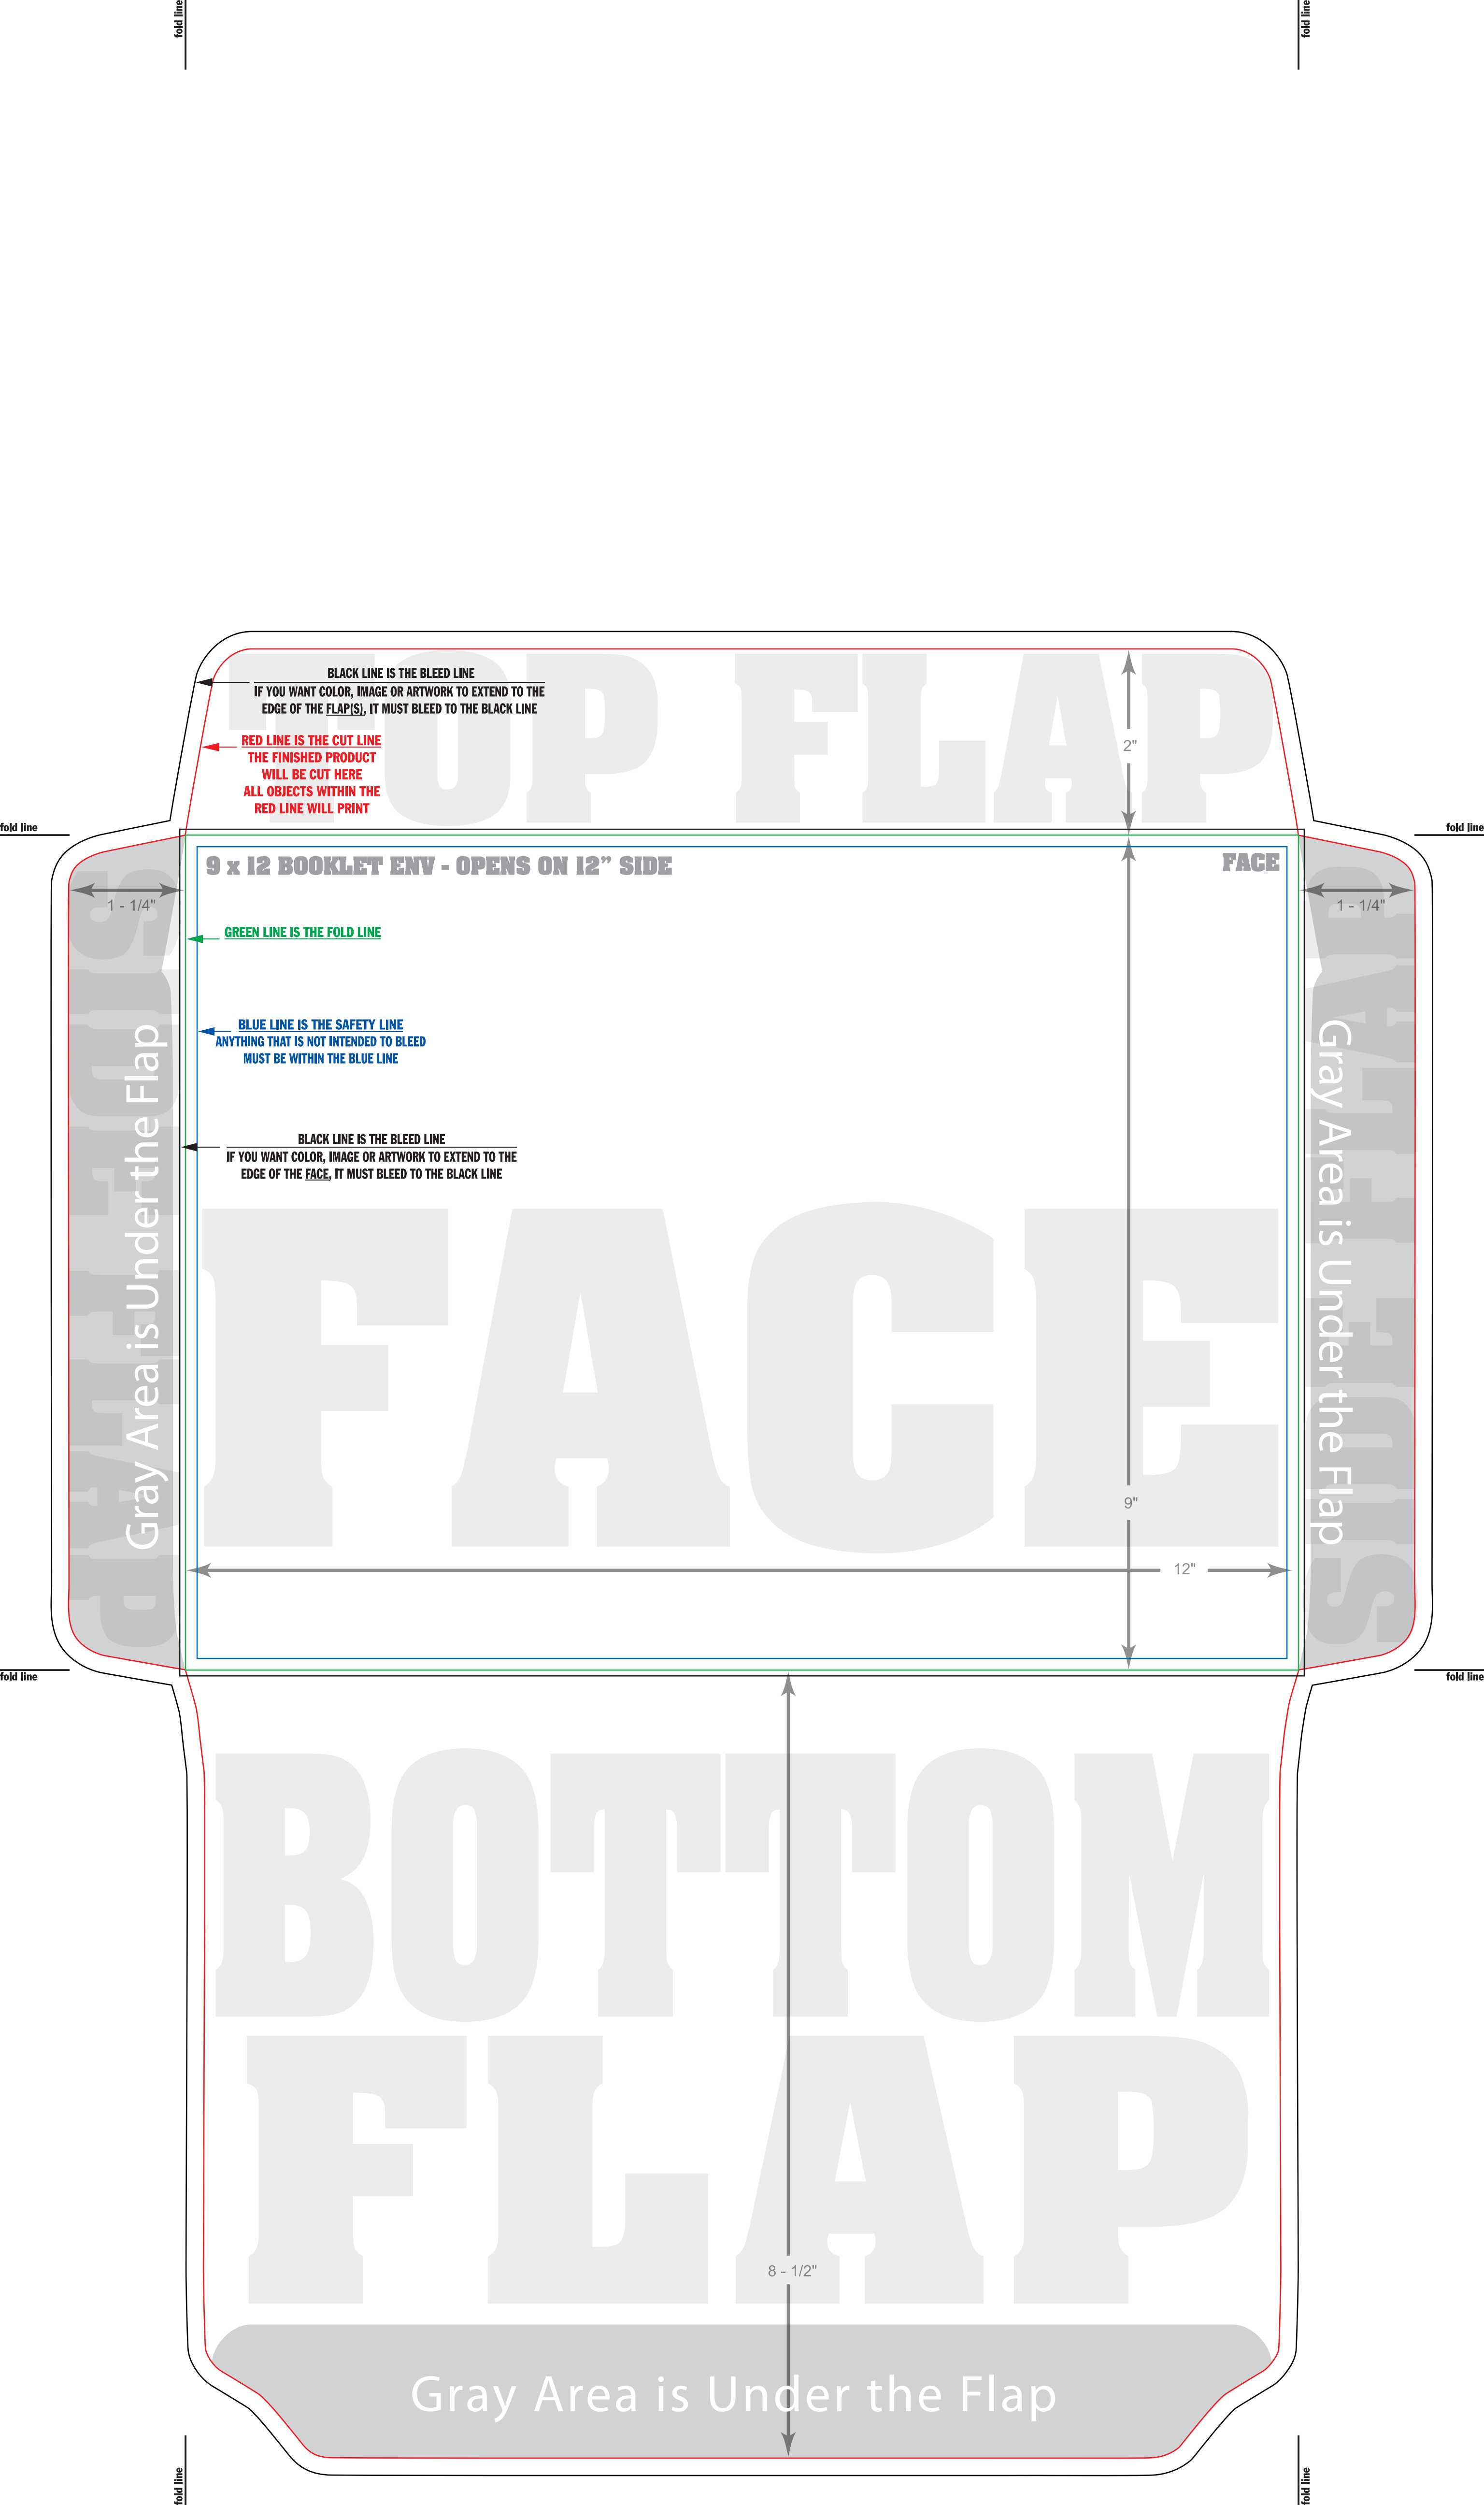 fold line
fold line
TOP FLAP
BLACK LINE IS THE BLEED LINE
IF YOU WANT COLOR, IMAGE OR ARTWORK TO EXTEND TO THE
EDGE OF THE FLAP(S), IT MUST BLEED TO THE BLACK LINE
RED LINE IS THE CUT LINE
THE FINISHED PRODUCT
WILL BE CUT HERE
ALL OBJECTS WITHIN THE
RED LINE WILL PRINT
2"
fold line
fold line
9 x 12 BOOKLET ENV - OPENS ON 12” SIDE
FACE
1 - 1/4"
1 - 1/4"
GREEN LINE IS THE FOLD LINE
BLUE LINE IS THE SAFETY LINE
ANYTHING THAT IS NOT INTENDED TO BLEED
MUST BE WITHIN THE BLUE LINE
BLACK LINE IS THE BLEED LINE
IF YOU WANT COLOR, IMAGE OR ARTWORK TO EXTEND TO THE
EDGE OF THE FACE, IT MUST BLEED TO THE BLACK LINE
SIDE FLAP
Gray Area is Under the Flap
SIDE FLAP
Gray Area is Under the Flap
FACE
9"
12"
fold line
fold line
BOTTOM
FLAP
8 - 1/2"
Gray Area is Under the Flap
fold line
fold line